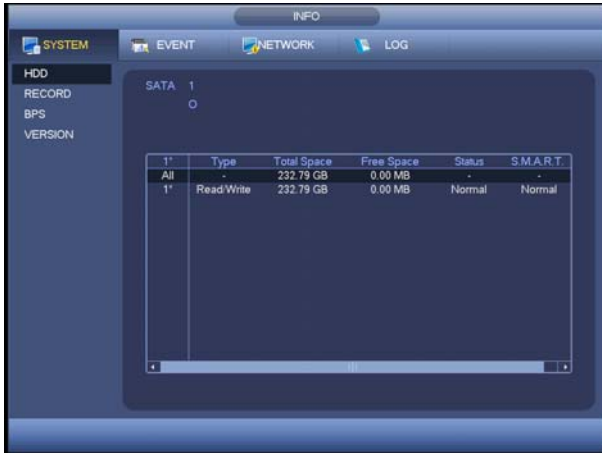 INFO
SYSTEM EVENT NETWORK LOG
HDD
RECORD
BPS
VERSION
SATA 1
O
1* Type Total Space Free Space Status S.M.A.R.T.
All - 232.79 GB 0.00 MB - -
1* Read/Write 232.79 GB 0.00 MB Normal Normal